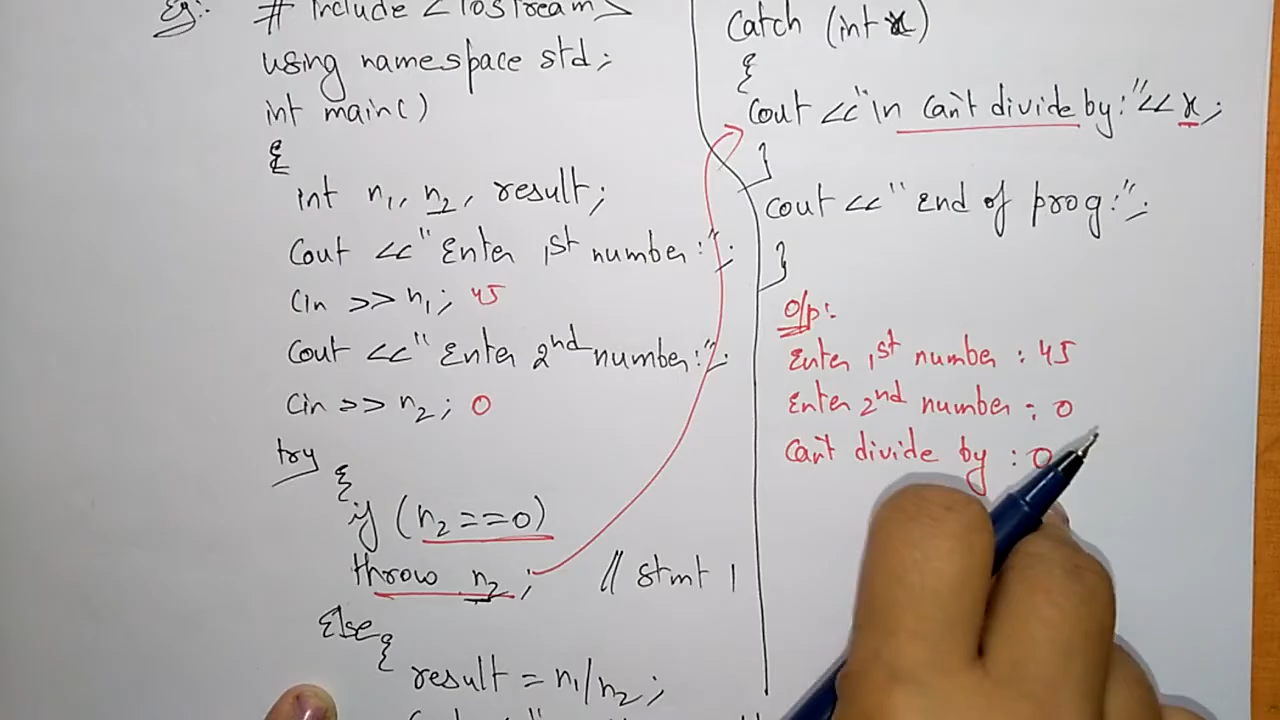 Eg:-
# include <iostream>
using namespace std;
int main()
{
int n1, n2, result;
Cout <<"Enter 1st number:";
Cin >> n1; 45
Cout <<"Enter 2nd number:";
Cin >> n2; 0
try
{
if (n2==0)
throw n2; // stmt 1
Else{
result = n1/n2;
Catch (int x)
{
Cout <<"\n Can't divide by:"<< x;
}
Cout <<" End of prog:";
}
O/p:
Enter 1st number : 45
Enter 2nd number : 0
Can't divide by : 0